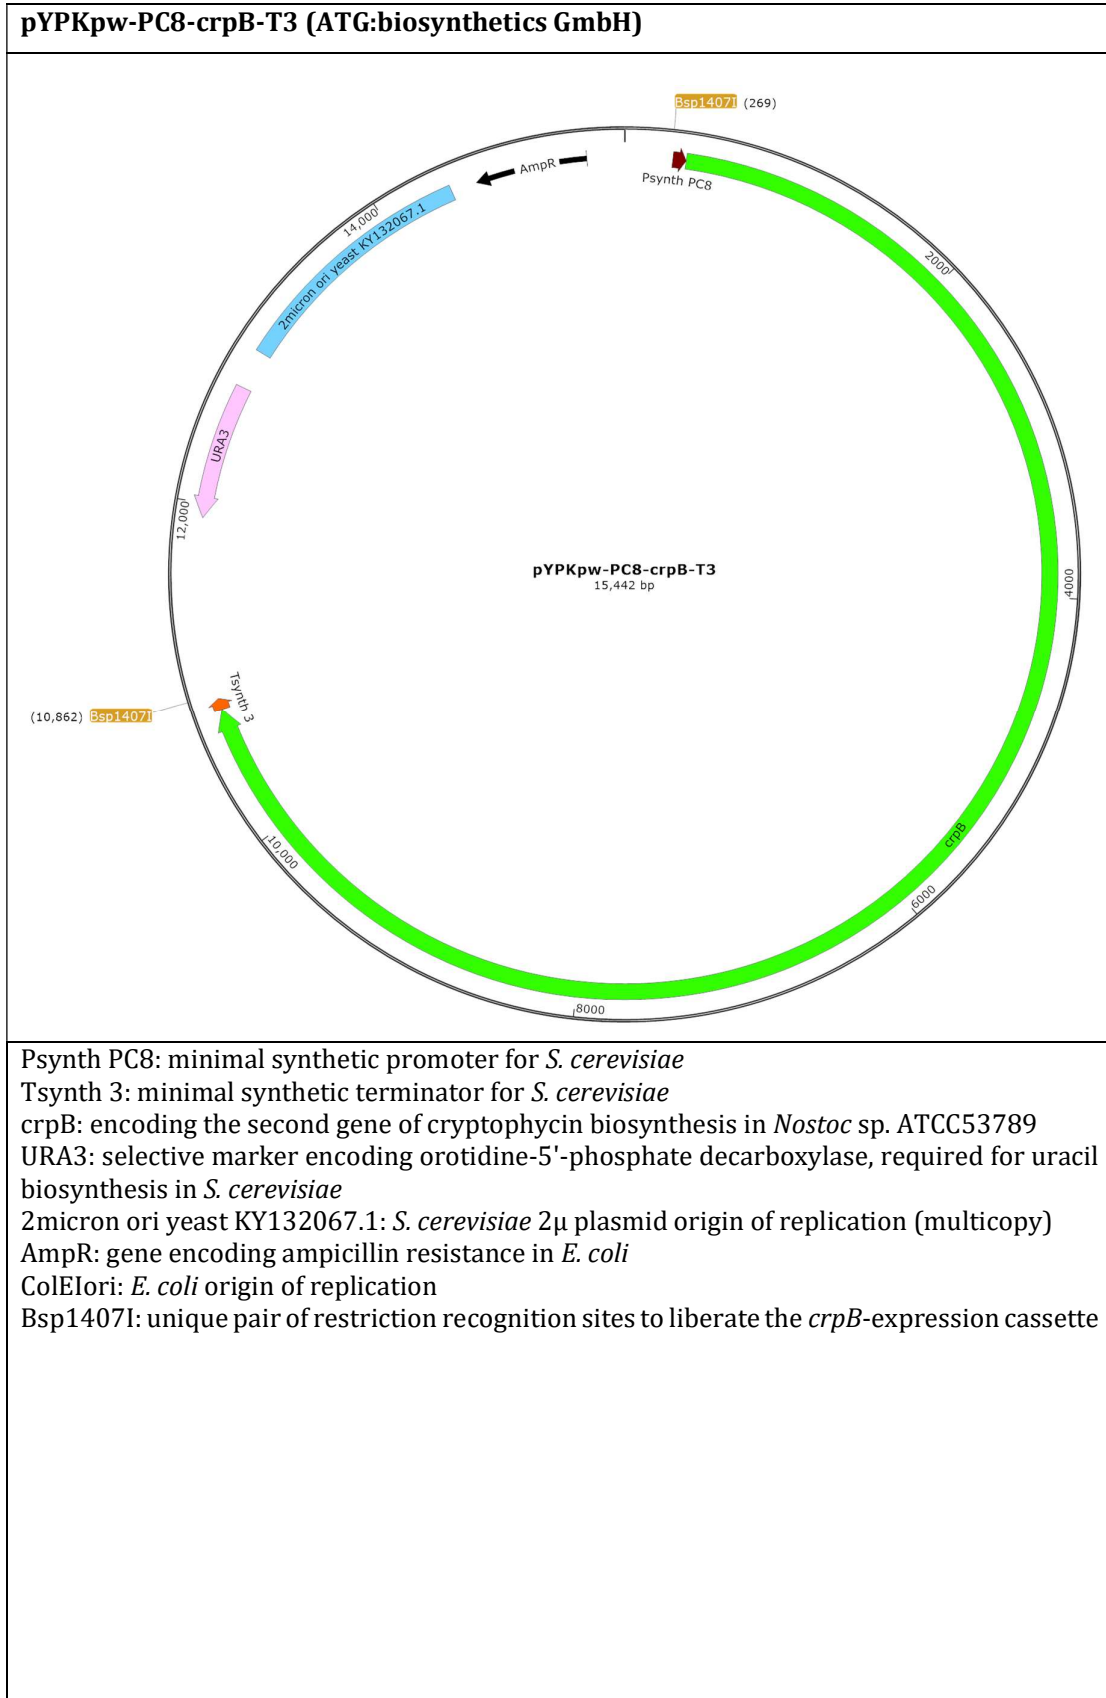 pYPKpw-PC8-crpB-T3 (ATG:biosynthetics GmbH)
Bsp1407I (269)
AmpR
Psynth PC8
14,000
2micron ori yeast KY132067.1
2000
URA3
12,000
pYPKpw-PC8-crpB-T3
15,442 bp
4000
Tsynth 3
(10,862) Bsp1407I
crpB
10,000
6000
8000
Psynth PC8: minimal synthetic promoter for S. cerevisiae
Tsynth 3: minimal synthetic terminator for S. cerevisiae
crpB: encoding the second gene of cryptophycin biosynthesis in Nostoc sp. ATCC53789
URA3: selective marker encoding orotidine-5'-phosphate decarboxylase, required for uracil
biosynthesis in S. cerevisiae
2micron ori yeast KY132067.1: S. cerevisiae 2μ plasmid origin of replication (multicopy)
AmpR: gene encoding ampicillin resistance in E. coli
ColEIori: E. coli origin of replication
Bsp1407I: unique pair of restriction recognition sites to liberate the crpB-expression cassette